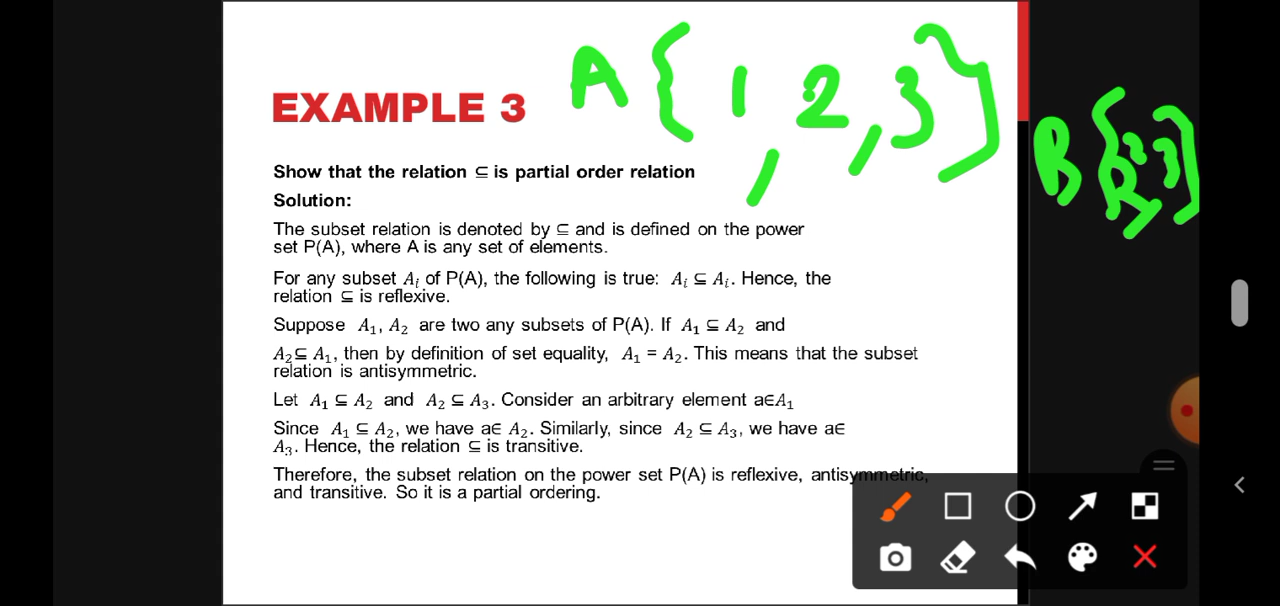 EXAMPLE 3
A{1,2,3}
Show that the relation ⊆ is partial order relation
Solution:
The subset relation is denoted by ⊆ and is defined on the power
set P(A), where A is any set of elements.
For any subset Aᵢ of P(A), the following is true: Aᵢ ⊆ Aᵢ. Hence, the
relation ⊆ is reflexive.
Suppose A₁, A₂ are two any subsets of P(A). If A₁ ⊆ A₂ and
A₂⊆ A₁, then by definition of set equality, A₁ = A₂. This means that the subset
relation is antisymmetric.
Let A₁ ⊆ A₂ and A₂ ⊆ A₃. Consider an arbitrary element a∈A₁
Since A₁ ⊆ A₂, we have a∈ A₂. Similarly, since A₂ ⊆ A₃, we have a∈
A₃. Hence, the relation ⊆ is transitive.
Therefore, the subset relation on the power set P(A) is reflexive, antisymmetric,
and transitive. So it is a partial ordering.